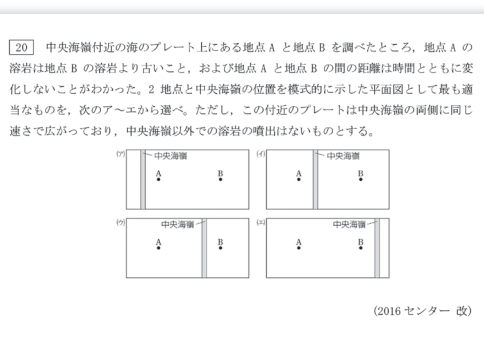 20 中央海嶺付近の海のプレート上にある地点 A と地点 B を調べたところ，地点 A の
溶岩は地点 B の溶岩より古いこと，および地点 A と地点 B の間の距離は時間とともに変
化しないことがわかった。2 地点と中央海嶺の位置を模式的に示した平面図として最も適
当なものを，次のア～エから選べ。ただし，この付近のプレートは中央海嶺の両側に同じ
速さで広がっており，中央海嶺以外での溶岩の噴出はないものとする。
(ア) 中央海嶺 A B
(イ) 中央海嶺 A B
(ウ) 中央海嶺 A B
(エ) 中央海嶺 A B
（2016 センター 改）